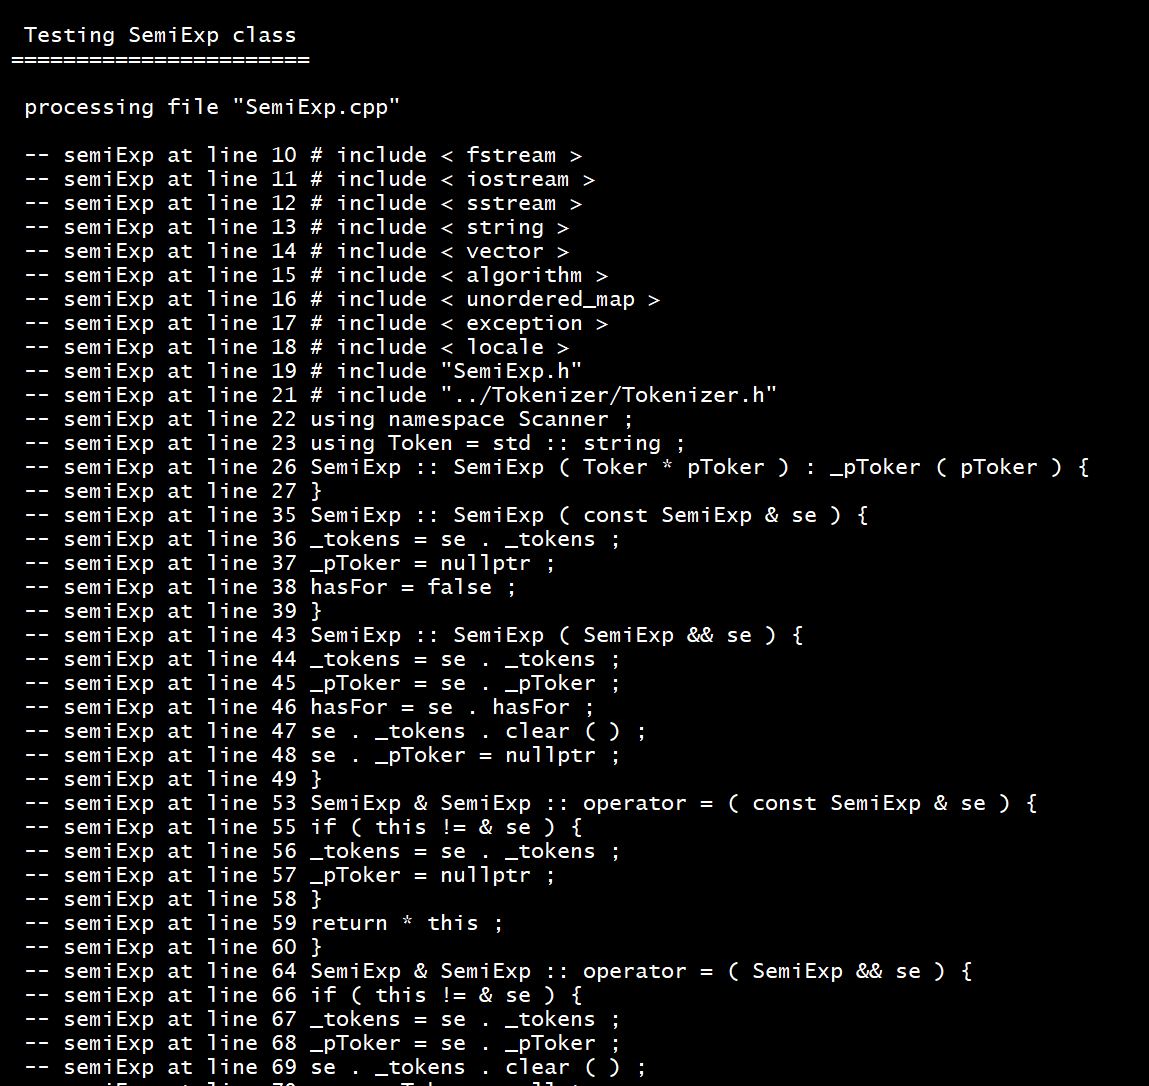 Testing SemiExp class
=======================
processing file "SemiExp.cpp"
-- semiExp at line 10 # include < fstream >
-- semiExp at line 11 # include < iostream >
-- semiExp at line 12 # include < sstream >
-- semiExp at line 13 # include < string >
-- semiExp at line 14 # include < vector >
-- semiExp at line 15 # include < algorithm >
-- semiExp at line 16 # include < unordered_map >
-- semiExp at line 17 # include < exception >
-- semiExp at line 18 # include < locale >
-- semiExp at line 19 # include "SemiExp.h"
-- semiExp at line 21 # include "../Tokenizer/Tokenizer.h"
-- semiExp at line 22 using namespace Scanner ;
-- semiExp at line 23 using Token = std :: string ;
-- semiExp at line 26 SemiExp :: SemiExp ( Toker * pToker ) : _pToker ( pToker ) {
-- semiExp at line 27 }
-- semiExp at line 35 SemiExp :: SemiExp ( const SemiExp & se ) {
-- semiExp at line 36 _tokens = se . _tokens ;
-- semiExp at line 37 _pToker = nullptr ;
-- semiExp at line 38 hasFor = false ;
-- semiExp at line 39 }
-- semiExp at line 43 SemiExp :: SemiExp ( SemiExp && se ) {
-- semiExp at line 44 _tokens = se . _tokens ;
-- semiExp at line 45 _pToker = se . _pToker ;
-- semiExp at line 46 hasFor = se . hasFor ;
-- semiExp at line 47 se . _tokens . clear ( ) ;
-- semiExp at line 48 se . _pToker = nullptr ;
-- semiExp at line 49 }
-- semiExp at line 53 SemiExp & SemiExp :: operator = ( const SemiExp & se ) {
-- semiExp at line 55 if ( this != & se ) {
-- semiExp at line 56 _tokens = se . _tokens ;
-- semiExp at line 57 _pToker = nullptr ;
-- semiExp at line 58 }
-- semiExp at line 59 return * this ;
-- semiExp at line 60 }
-- semiExp at line 64 SemiExp & SemiExp :: operator = ( SemiExp && se ) {
-- semiExp at line 66 if ( this != & se ) {
-- semiExp at line 67 _tokens = se . _tokens ;
-- semiExp at line 68 _pToker = se . _pToker ;
-- semiExp at line 69 se . _tokens . clear ( ) ;